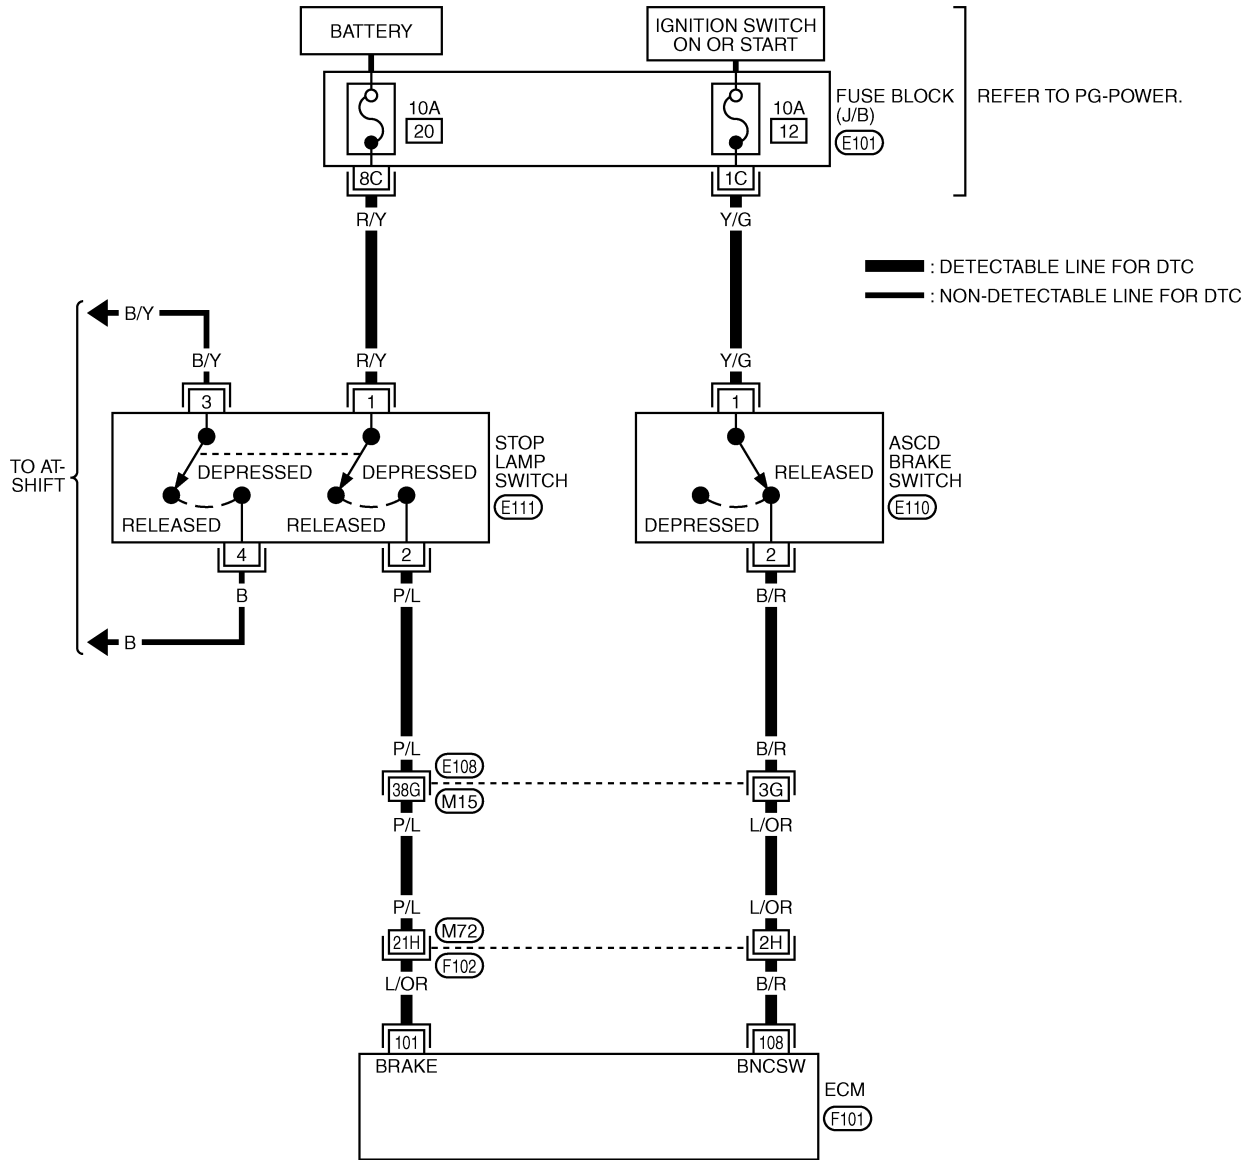 BATTERY
IGNITION SWITCH
ON OR START
10A
20
10A
12
FUSE BLOCK
(J/B)
E101
REFER TO PG-POWER.
8C
1C
R/Y
Y/G
: DETECTABLE LINE FOR DTC
: NON-DETECTABLE LINE FOR DTC
B/Y
B/Y
R/Y
Y/G
3
1
1
TO AT-
SHIFT
DEPRESSED
DEPRESSED
RELEASED
RELEASED
STOP
LAMP
SWITCH
E111
RELEASED
DEPRESSED
ASCD
BRAKE
SWITCH
E110
4
2
2
B
P/L
B/R
B
P/L
B/R
E108
38G
3G
M15
P/L
L/OR
P/L
L/OR
M72
21H
2H
F102
L/OR
B/R
101
108
BRAKE
BNCSW
ECM
F101